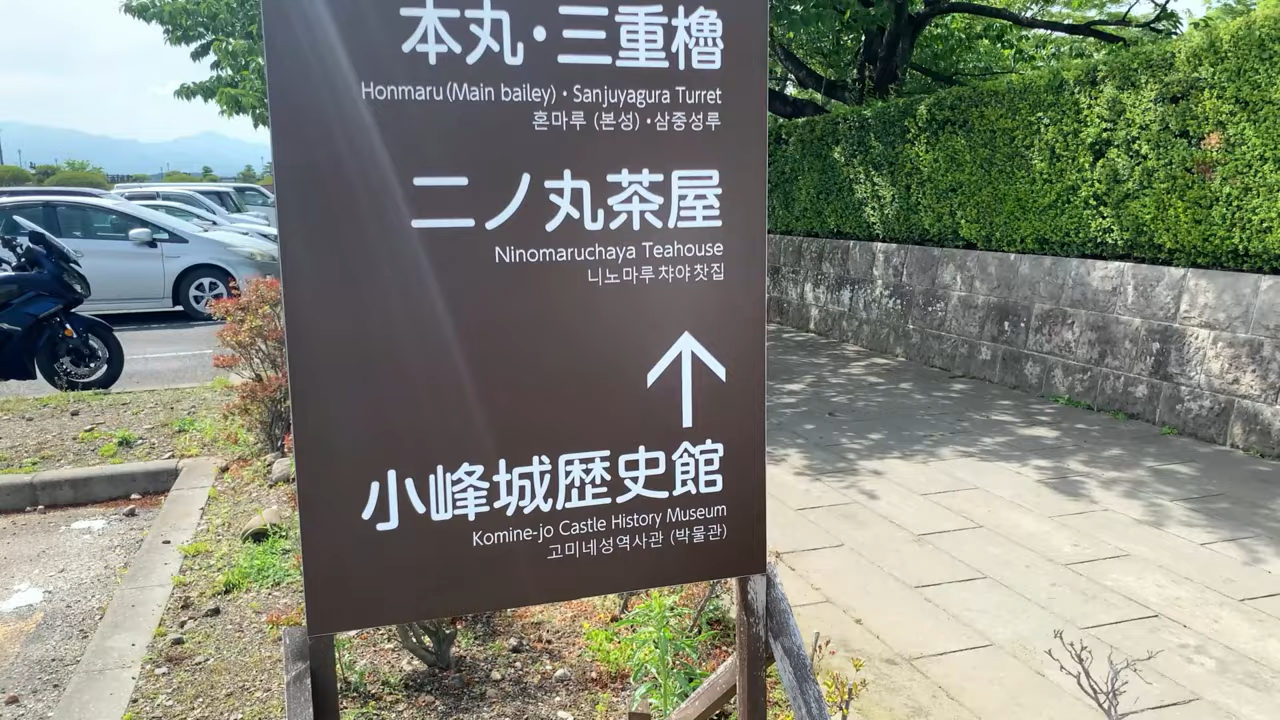 本丸・三重櫓
Honmaru (Main bailey)・Sanjuyagura Turret
혼마루 (본성)・삼중성루
二ノ丸茶屋
Ninomaruchaya Teahouse
니노마루 챠야 찻집
↑
小峰城歴史館
Komine-jo Castle History Museum
고미네성역사관 (박물관)